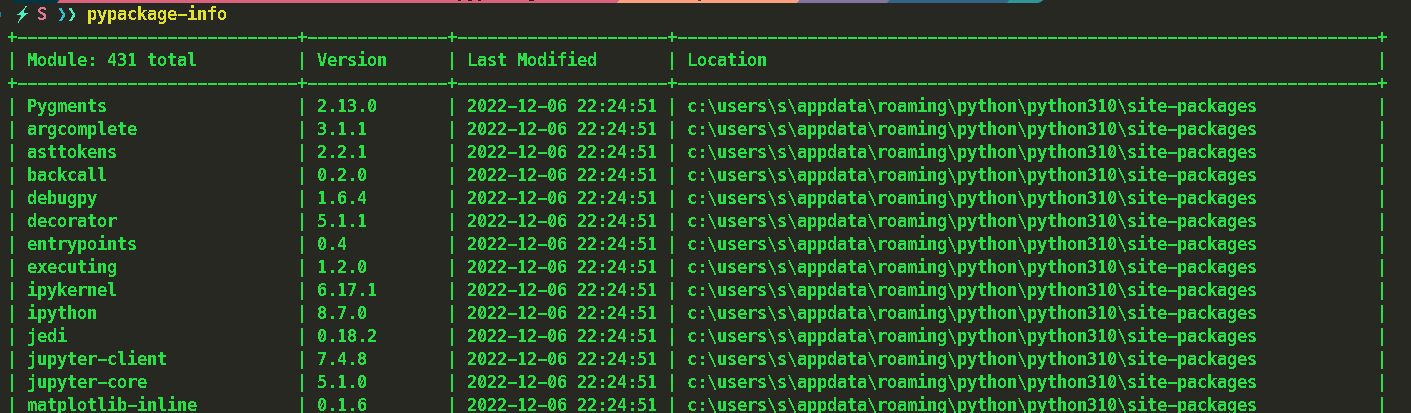 ⚡ S ❯❯ pypackage-info
+----------------------------+--------------+---------------------+----------------------------------------------------------------------+
| Module: 431 total | Version | Last Modified | Location |
+----------------------------+--------------+---------------------+----------------------------------------------------------------------+
| Pygments | 2.13.0 | 2022-12-06 22:24:51 | c:\users\s\appdata\roaming\python\python310\site-packages |
| argcomplete | 3.1.1 | 2022-12-06 22:24:51 | c:\users\s\appdata\roaming\python\python310\site-packages |
| asttokens | 2.2.1 | 2022-12-06 22:24:51 | c:\users\s\appdata\roaming\python\python310\site-packages |
| backcall | 0.2.0 | 2022-12-06 22:24:51 | c:\users\s\appdata\roaming\python\python310\site-packages |
| debugpy | 1.6.4 | 2022-12-06 22:24:51 | c:\users\s\appdata\roaming\python\python310\site-packages |
| decorator | 5.1.1 | 2022-12-06 22:24:51 | c:\users\s\appdata\roaming\python\python310\site-packages |
| entrypoints | 0.4 | 2022-12-06 22:24:51 | c:\users\s\appdata\roaming\python\python310\site-packages |
| executing | 1.2.0 | 2022-12-06 22:24:51 | c:\users\s\appdata\roaming\python\python310\site-packages |
| ipykernel | 6.17.1 | 2022-12-06 22:24:51 | c:\users\s\appdata\roaming\python\python310\site-packages |
| ipython | 8.7.0 | 2022-12-06 22:24:51 | c:\users\s\appdata\roaming\python\python310\site-packages |
| jedi | 0.18.2 | 2022-12-06 22:24:51 | c:\users\s\appdata\roaming\python\python310\site-packages |
| jupyter-client | 7.4.8 | 2022-12-06 22:24:51 | c:\users\s\appdata\roaming\python\python310\site-packages |
| jupyter-core | 5.1.0 | 2022-12-06 22:24:51 | c:\users\s\appdata\roaming\python\python310\site-packages |
| matplotlib-inline | 0.1.6 | 2022-12-06 22:24:51 | c:\users\s\appdata\roaming\python\python310\site-packages |